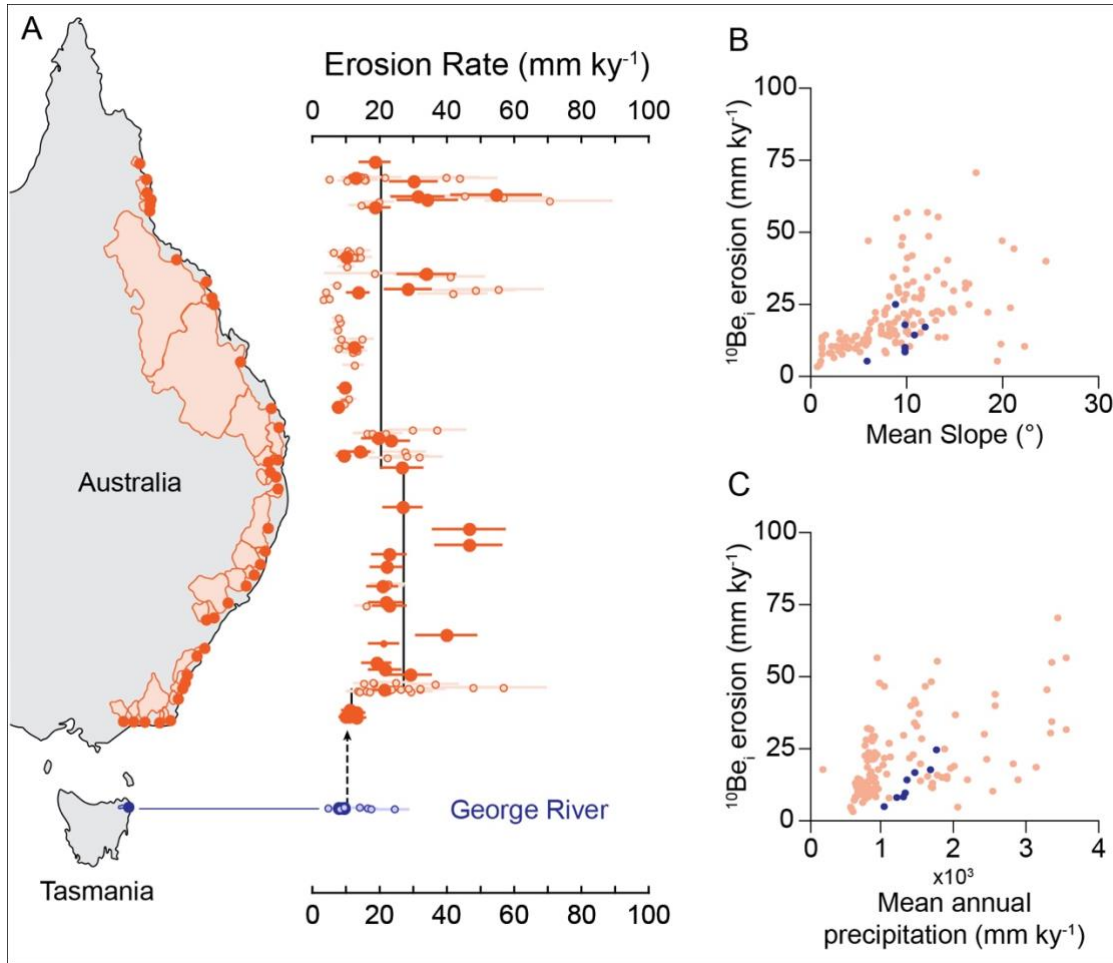 A
Erosion Rate (mm ky⁻¹)
0 20 40 60 80 100
Australia
George River
Tasmania
0 20 40 60 80 100
B
¹⁰Beᵢ erosion (mm ky⁻¹)
100
75
50
25
0
0 10 20 30
Mean Slope (°)
C
¹⁰Beᵢ erosion (mm ky⁻¹)
100
75
50
25
0
0 1 2 3 4
x10³
Mean annual
precipitation (mm ky⁻¹)